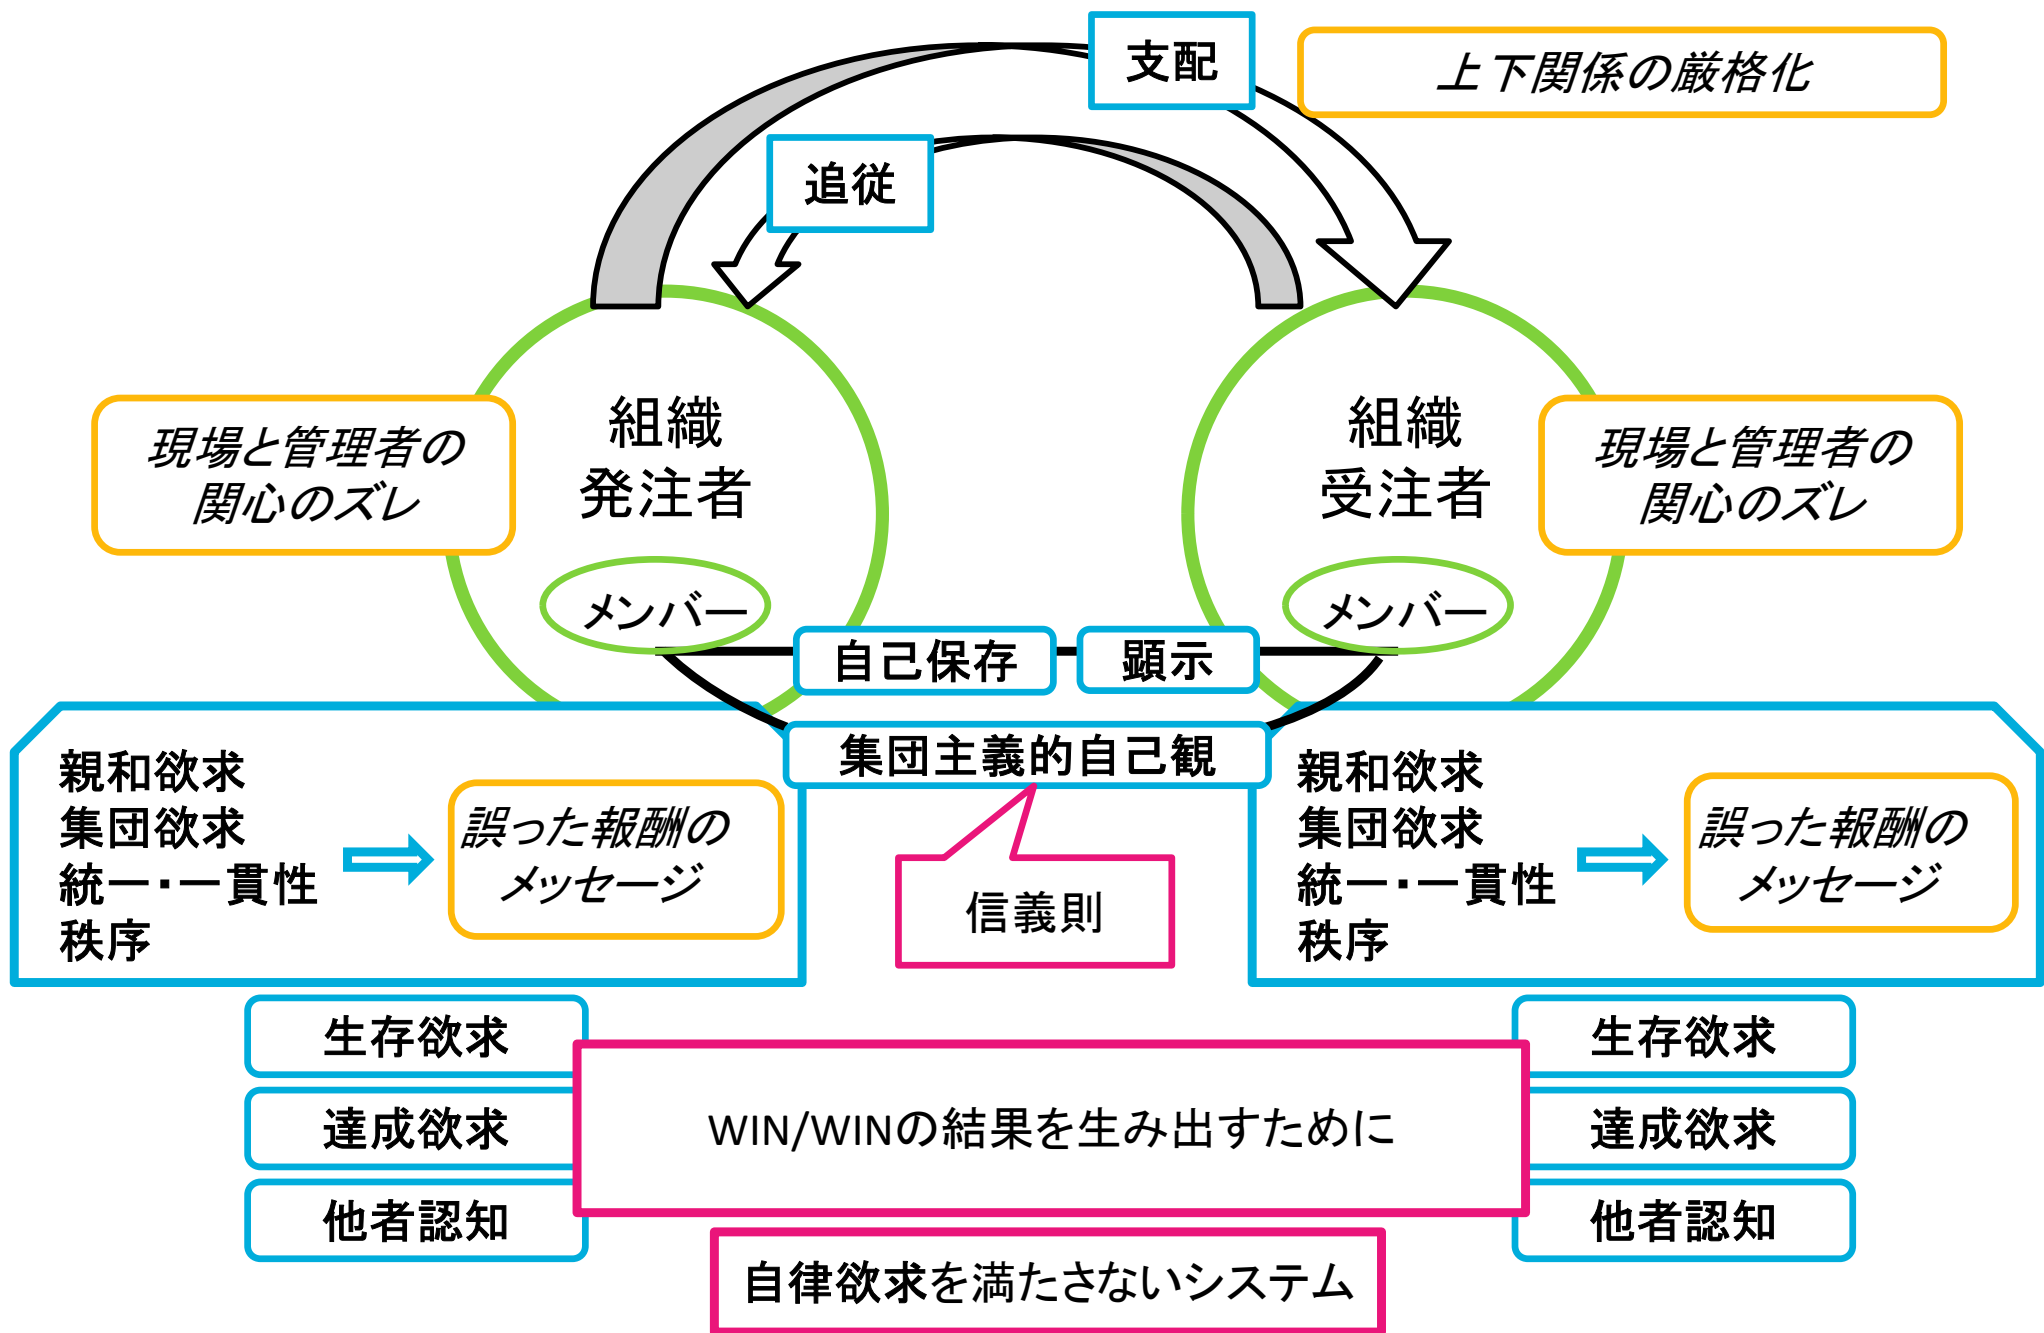 支配
上下関係の厳格化
追従
組織
発注者
組織
受注者
現場と管理者の
関心のズレ
現場と管理者の
関心のズレ
メンバー
メンバー
自己保存
顕示
集団主義的自己観
親和欲求
集団欲求
統一・一貫性
秩序
誤った報酬の
メッセージ
信義則
親和欲求
集団欲求
統一・一貫性
秩序
誤った報酬の
メッセージ
生存欲求
達成欲求
他者認知
WIN/WINの結果を生み出すために
生存欲求
達成欲求
他者認知
自律欲求を満たさないシステム